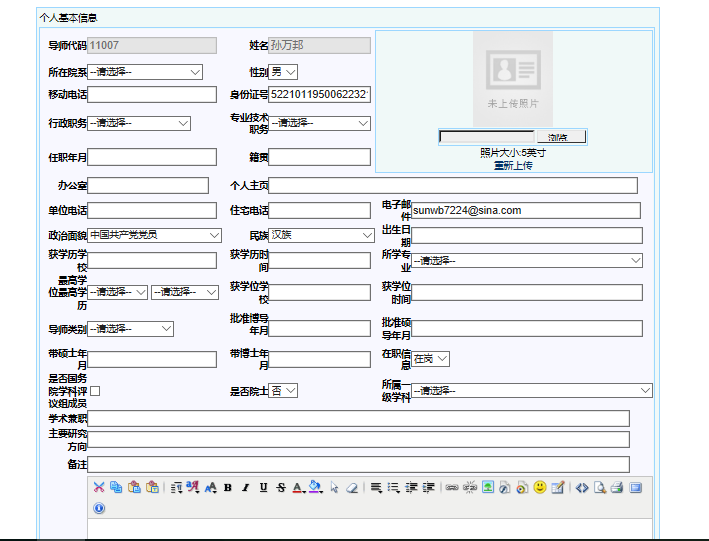 个人基本信息
导师代码 11007 姓名 孙万邦
未上传照片
浏览...
照片大小:5英寸
重新上传
所在院系 --请选择-- 性别 男
移动电话 身份证号 5221011950062232
行政职务 --请选择-- 专业技术职务 --请选择--
任职年月 籍贯
办公室 个人主页
单位电话 住宅电话 电子邮件 sunwb7224@sina.com
政治面貌 中国共产党党员 民族 汉族 出生日期
获学历学校 获学历时间 所学专业 --请选择--
最高学位最高学历 --请选择-- --请选择-- 获学位学校 获学位时间
导师类别 --请选择-- 批准博导年月 批准硕导年月
带硕士年月 带博士年月 在职信息 在岗
是否国务院学科评议组成员 是否院士 否 所属一级学科 --请选择--
学术兼职
主要研究方向
备注